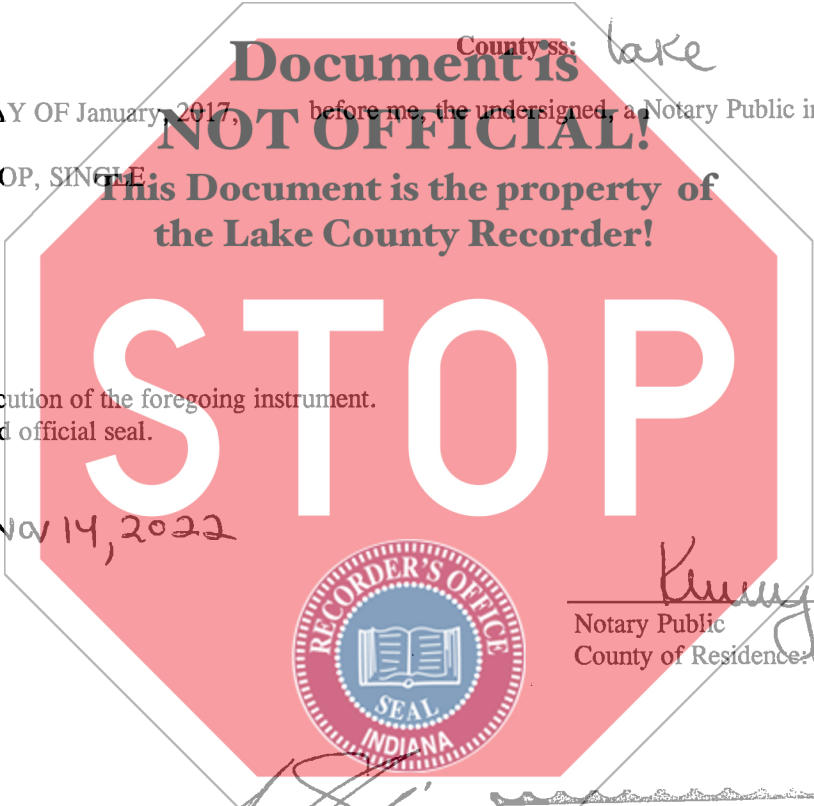 County ss: Lake
Document is
Y OF January, 2017, before me, the undersigned, a Notary Public in
NOT OFFICIAL!
OP, SINGLE
This Document is the property of
the Lake County Recorder!
STOP
cution of the foregoing instrument.
d official seal.
Nov 14, 2022
RECORDER'S OFFICE
SEAL
INDIANA
Notary Public
County of Residence: